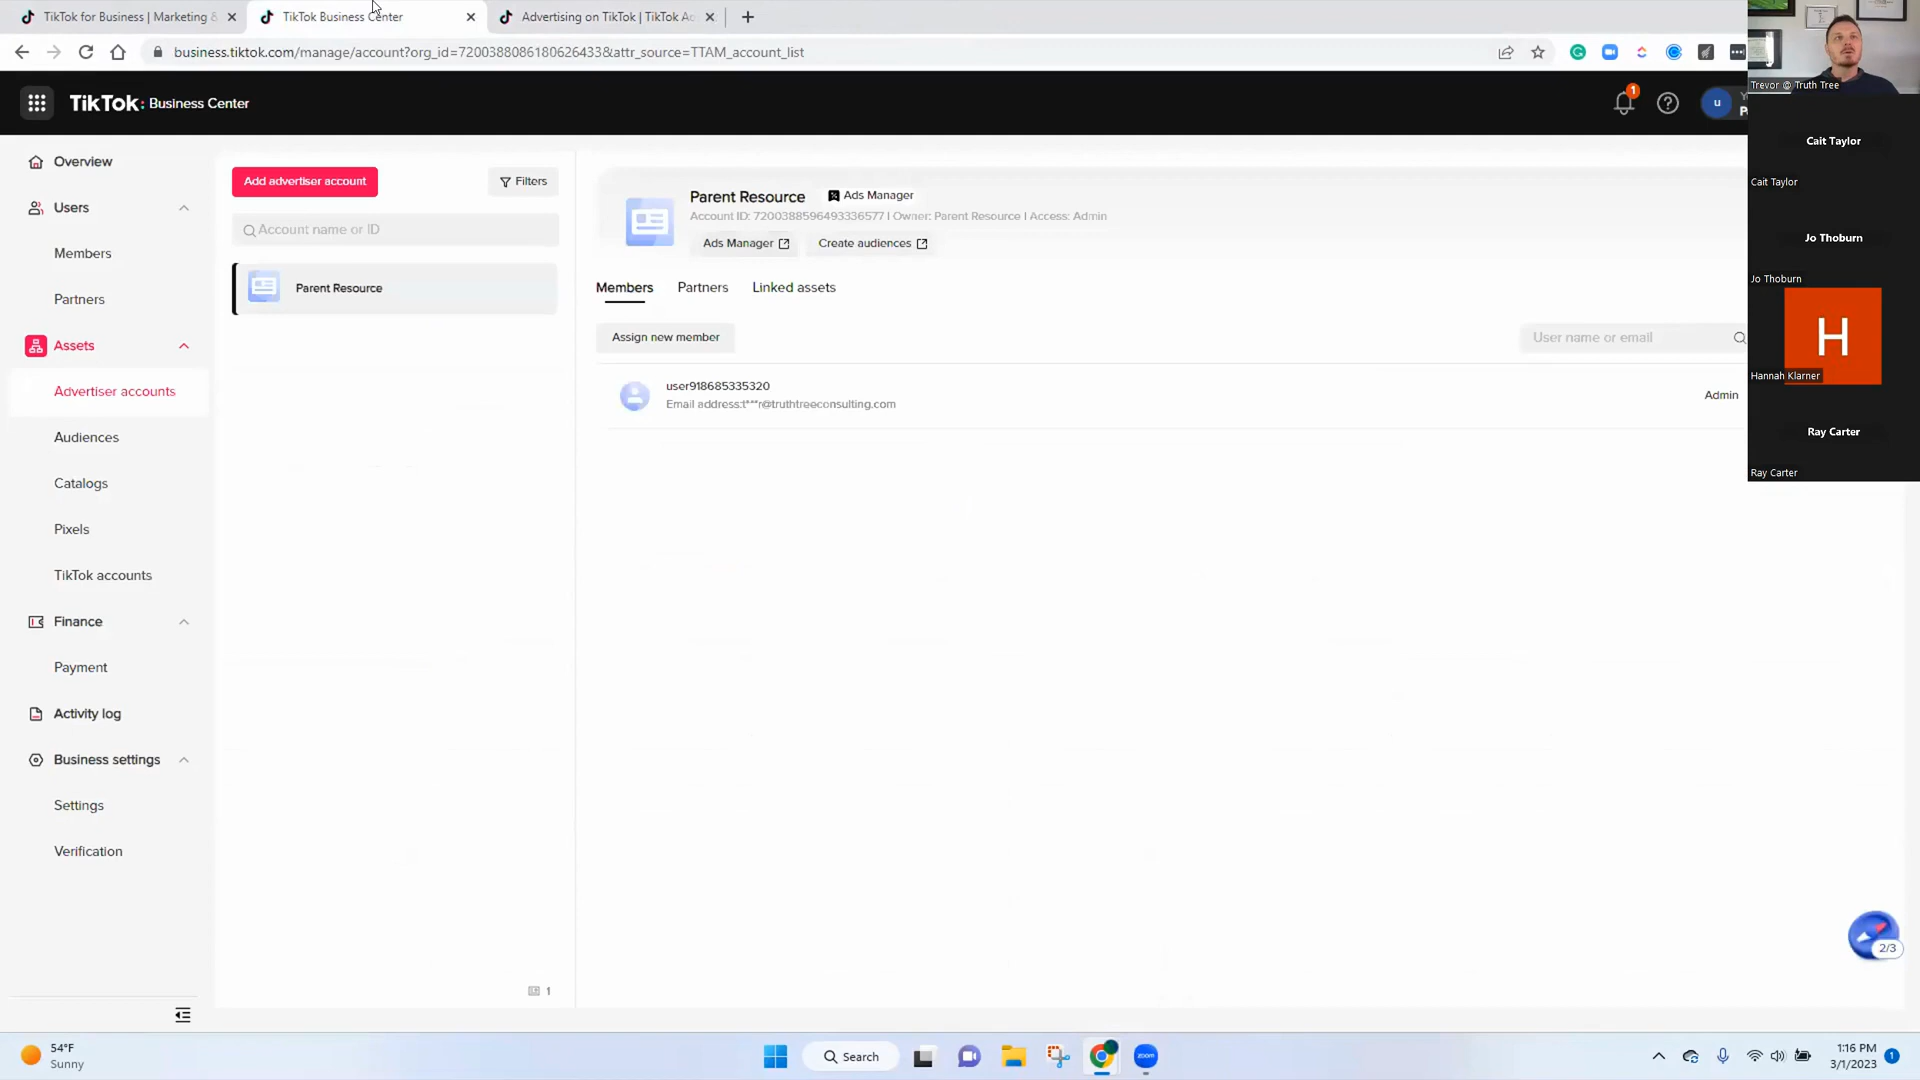 TikTok for Business | Marketing &
TikTok Business Center
Advertising on TikTok | TikTok Ad
business.tiktok.com/manage/account?org_id=7200388086180626433&attr_source=TTAM_account_list
TikTok: Business Center
1
u
Trevor @ Truth Tree
Cait Taylor
Cait Taylor
Jo Thoburn
Jo Thoburn
H
Hannah Klarner
Ray Carter
Ray Carter
Overview
Users
Members
Partners
Assets
Advertiser accounts
Audiences
Catalogs
Pixels
TikTok accounts
Finance
Payment
Activity log
Business settings
Settings
Verification
Add advertiser account
Filters
Account name or ID
Parent Resource
1
Parent Resource
Ads Manager
Account ID: 7200388596493336577 | Owner: Parent Resource | Access: Admin
Ads Manager
Create audiences
Members
Partners
Linked assets
Assign new member
User name or email
user918685335320
Email address:t***r@truthtreeconsulting.com
Admin
2/3
54°F
Sunny
Search
zoom
1:16 PM
3/1/2023
1